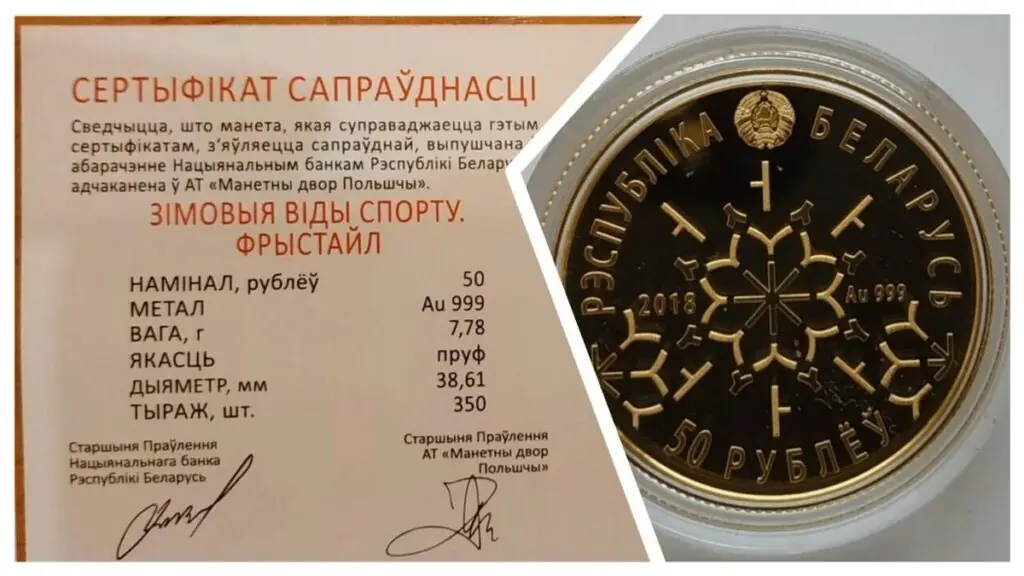 СЕРТЫФІКАТ САПРАЎДНАСЦІ
Сведчыцца, што манета, якая суправаджаецца гэтым
сертыфікатам, з'яўляецца сапраўднай, выпушчана
абарачэнне Нацыянальным банкам Рэспублікі Белару
адчаканена ў АТ «Манетны двор Польшчы».
ЗІМОВЫЯ ВІДЫ СПОРТУ.
ФРЫСТАЙЛ
НАМІНАЛ, рублёў 50
МЕТАЛ Au 999
ВАГА, г 7,78
ЯКАСЦЬ пруф
ДЫЯМЕТР, мм 38,61
ТЫРАЖ, шт. 350
Старшыня Праўлення
Нацыянальнага банка
Рэспублікі Беларусь
Старшыня Праўлення
АТ «Манетны двор
Польшчы»
РЭСПУБЛІКА БЕЛАРУСЬ
2018 Au 999
50 РУБЛЁЎ